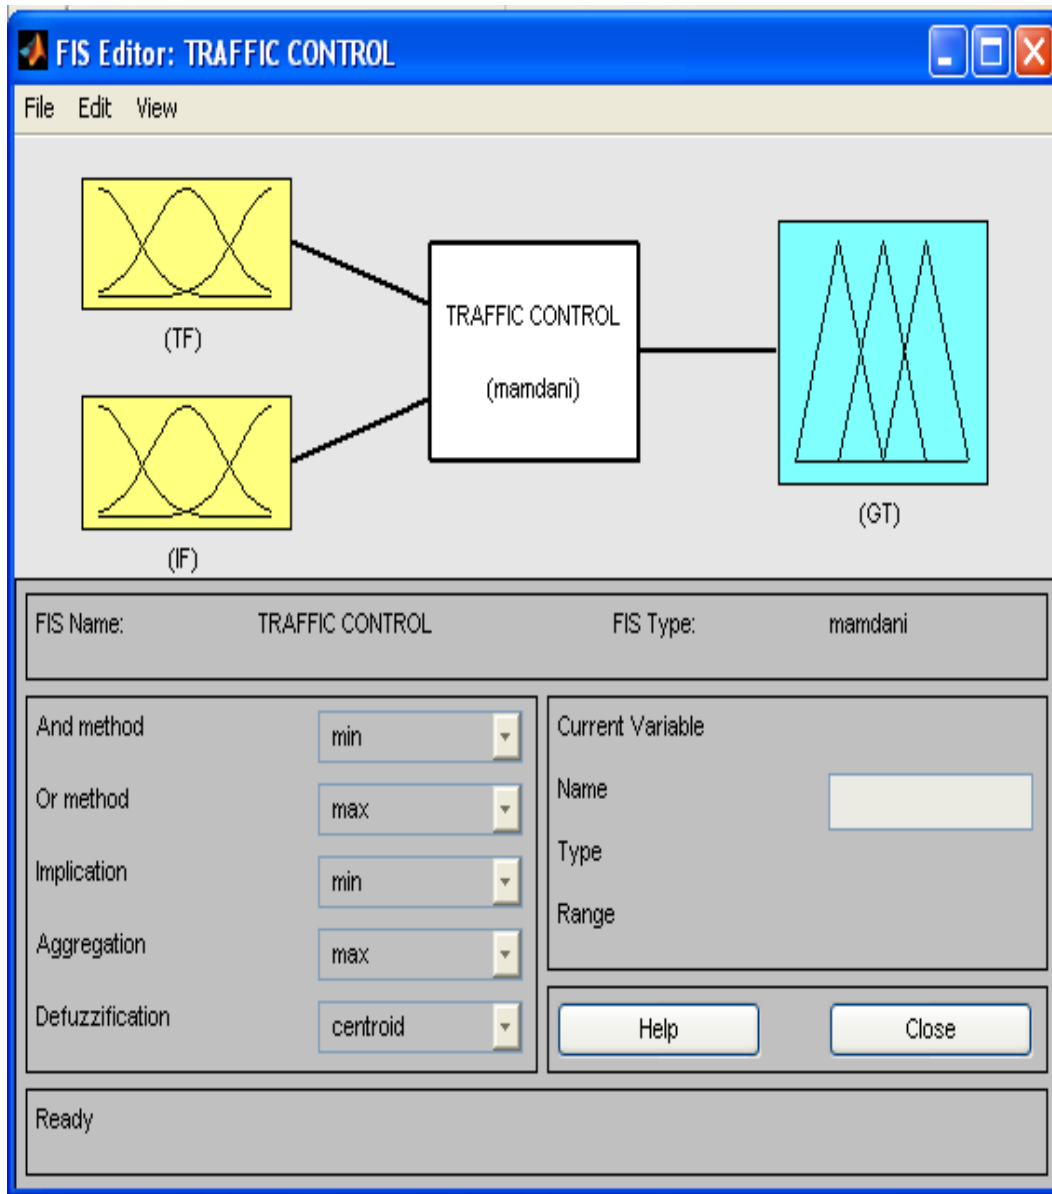 FIS Editor: TRAFFIC CONTROL
File Edit View
(TF)
(IF)
TRAFFIC CONTROL
(mamdani)
(GT)
FIS Name: TRAFFIC CONTROL FIS Type: mamdani
And method min
Or method max
Implication min
Aggregation max
Defuzzification centroid
Current Variable
Name
Type
Range
Help Close
Ready